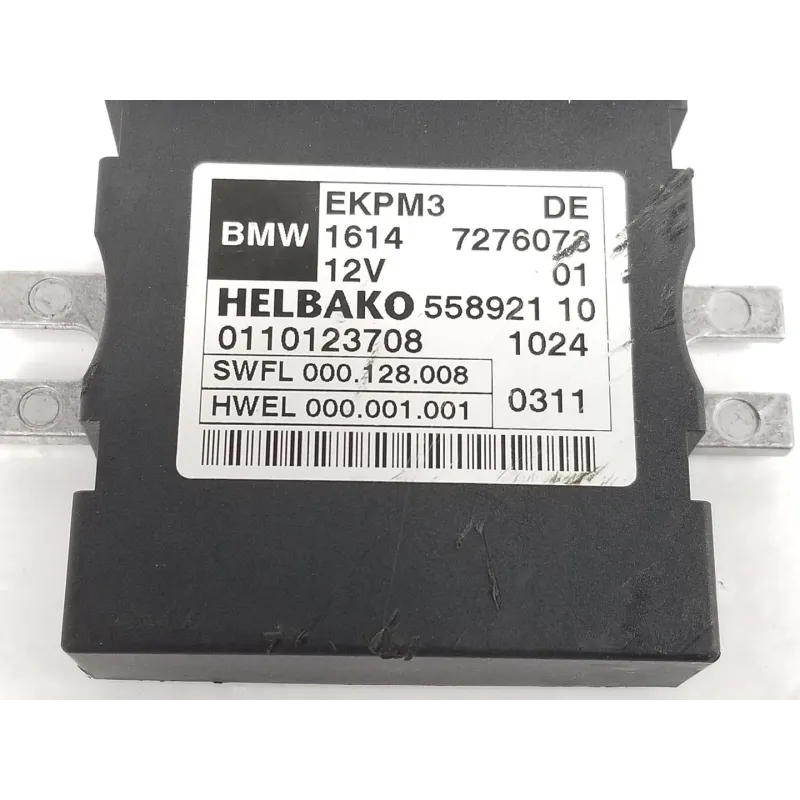 BMW
EKPM3 DE
1614 7276073
12V 01
HELBAKO 558921 10
0110123708 1024
SWFL 000.128.008
HWEL 000.001.001
0311